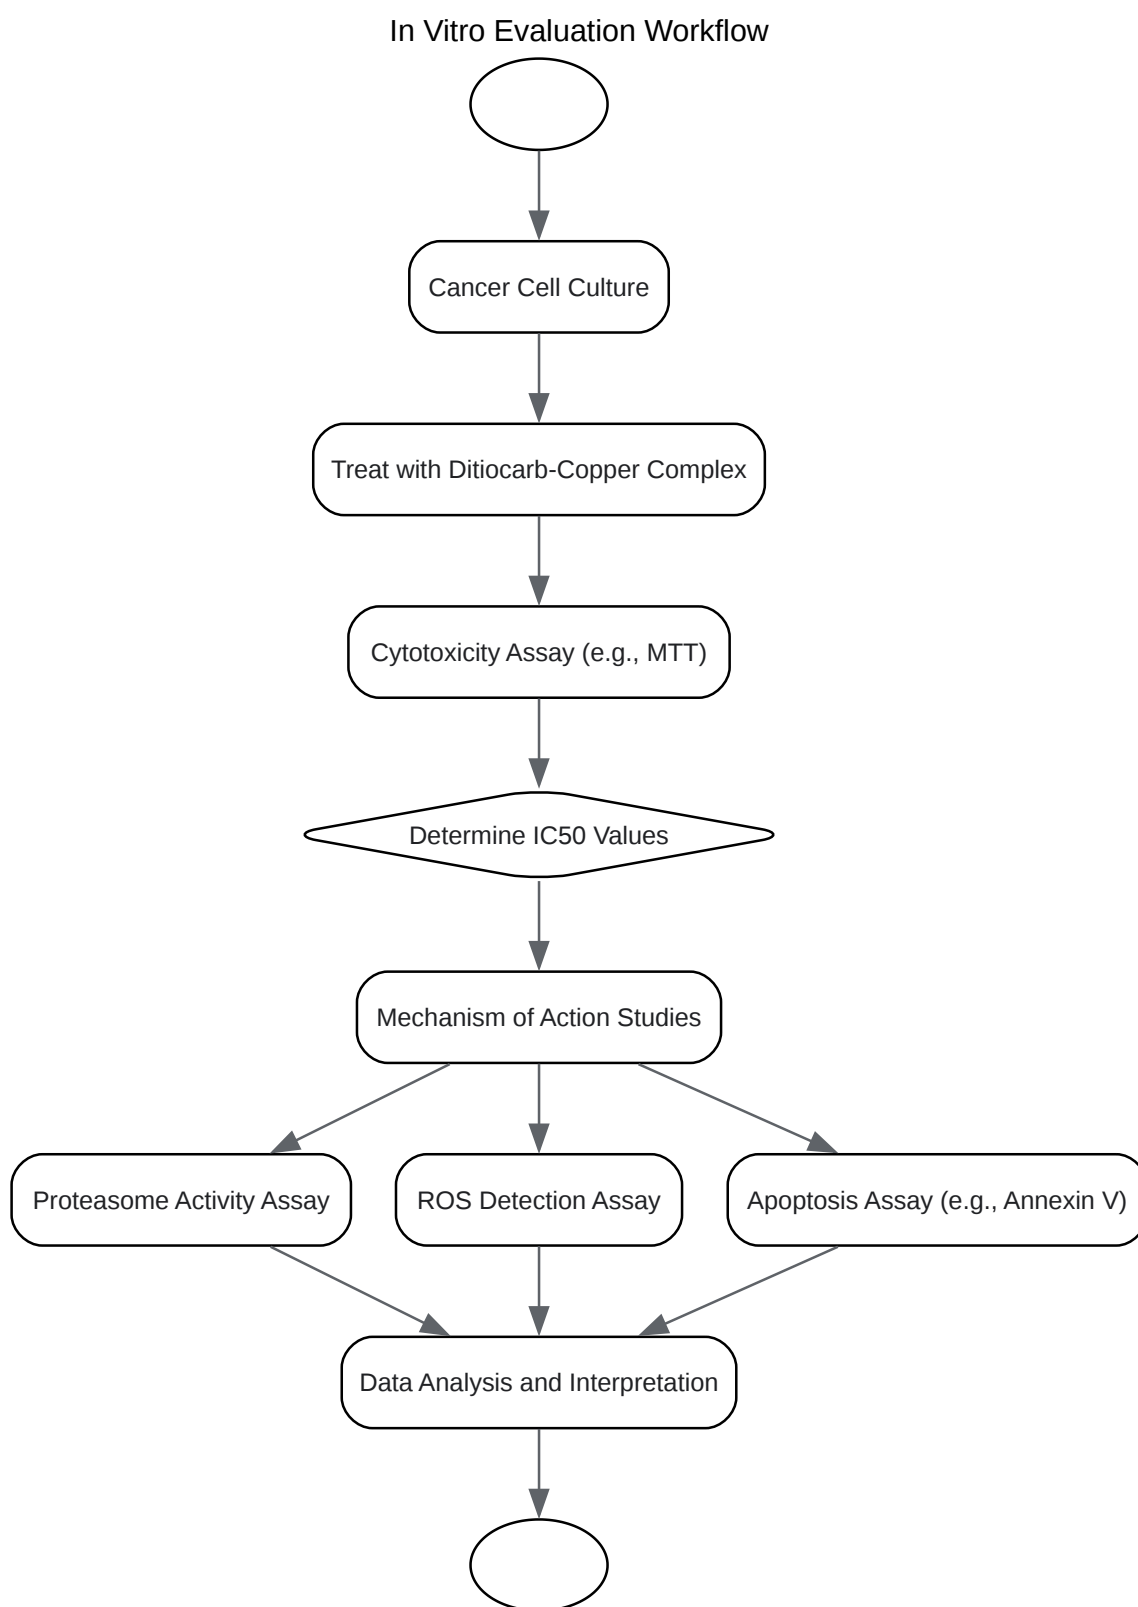 In Vitro Evaluation Workflow
Cancer Cell Culture
Treat with Ditiocarb-Copper Complex
Cytotoxicity Assay (e.g., MTT)
Determine IC50 Values
Mechanism of Action Studies
Proteasome Activity Assay
ROS Detection Assay
Apoptosis Assay (e.g., Annexin V)
Data Analysis and Interpretation